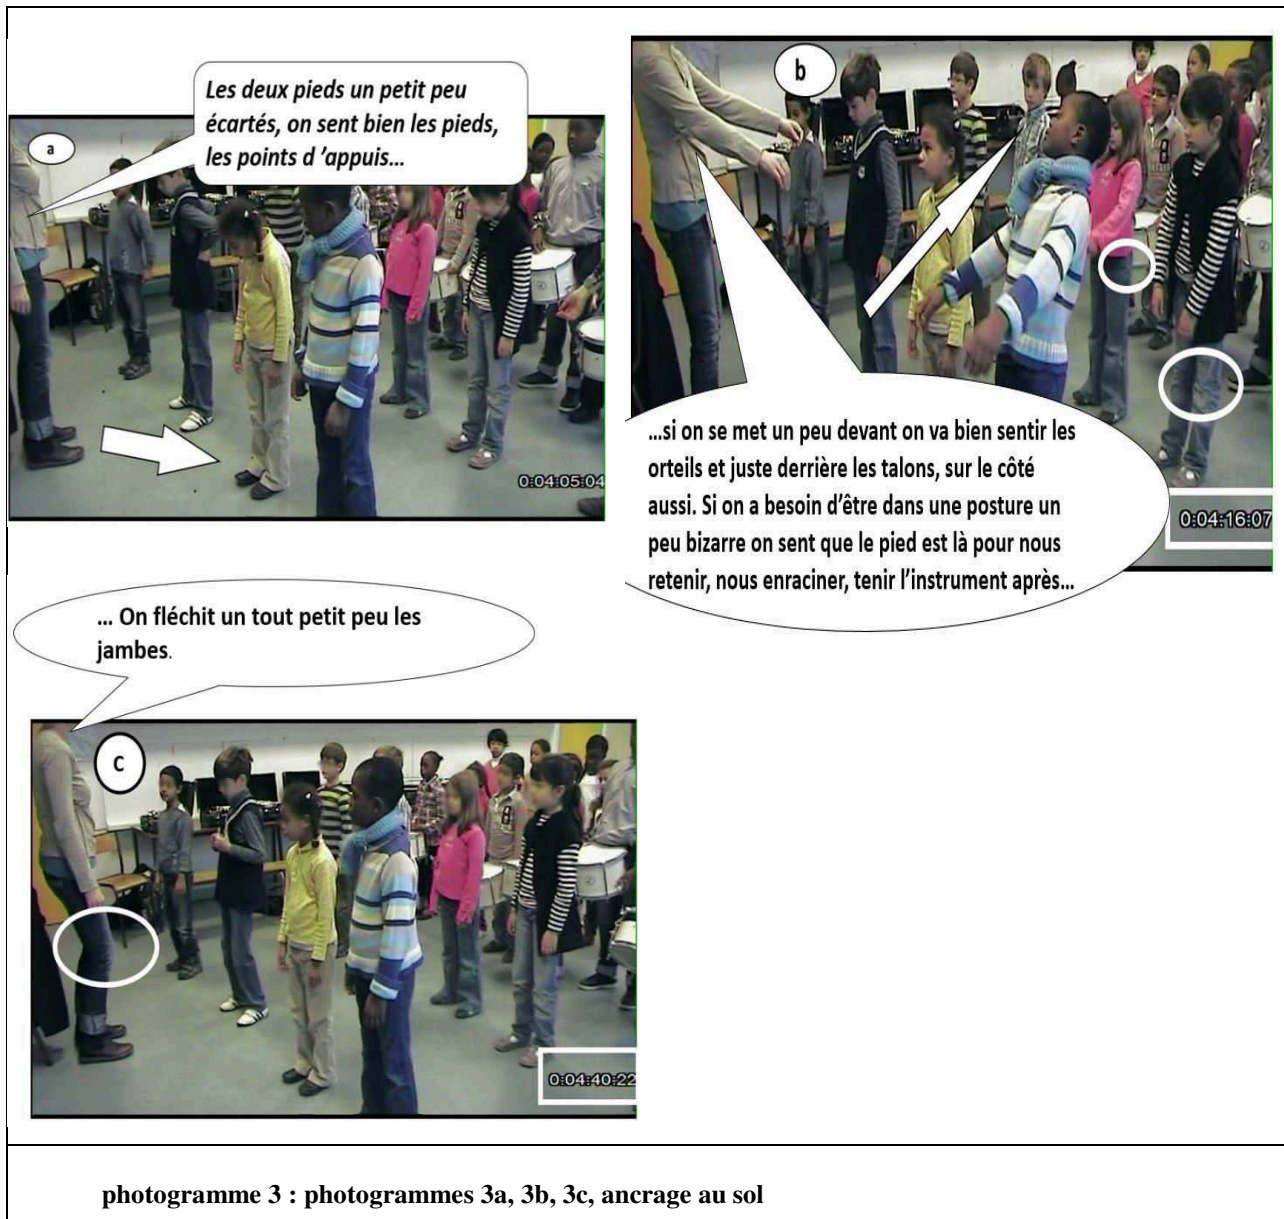 a
Les deux pieds un petit peu
écartés, on sent bien les pieds,
les points d 'appuis…
0:04:05:04
b
...si on se met un peu devant on va bien sentir les
orteils et juste derrière les talons, sur le côté
aussi. Si on a besoin d'être dans une posture un
peu bizarre on sent que le pied est là pour nous
retenir, nous enraciner, tenir l'instrument après...
0:04:16:07
... On fléchit un tout petit peu les
jambes.
c
0:04:40:22
photogramme 3 : photogrammes 3a, 3b, 3c, ancrage au sol